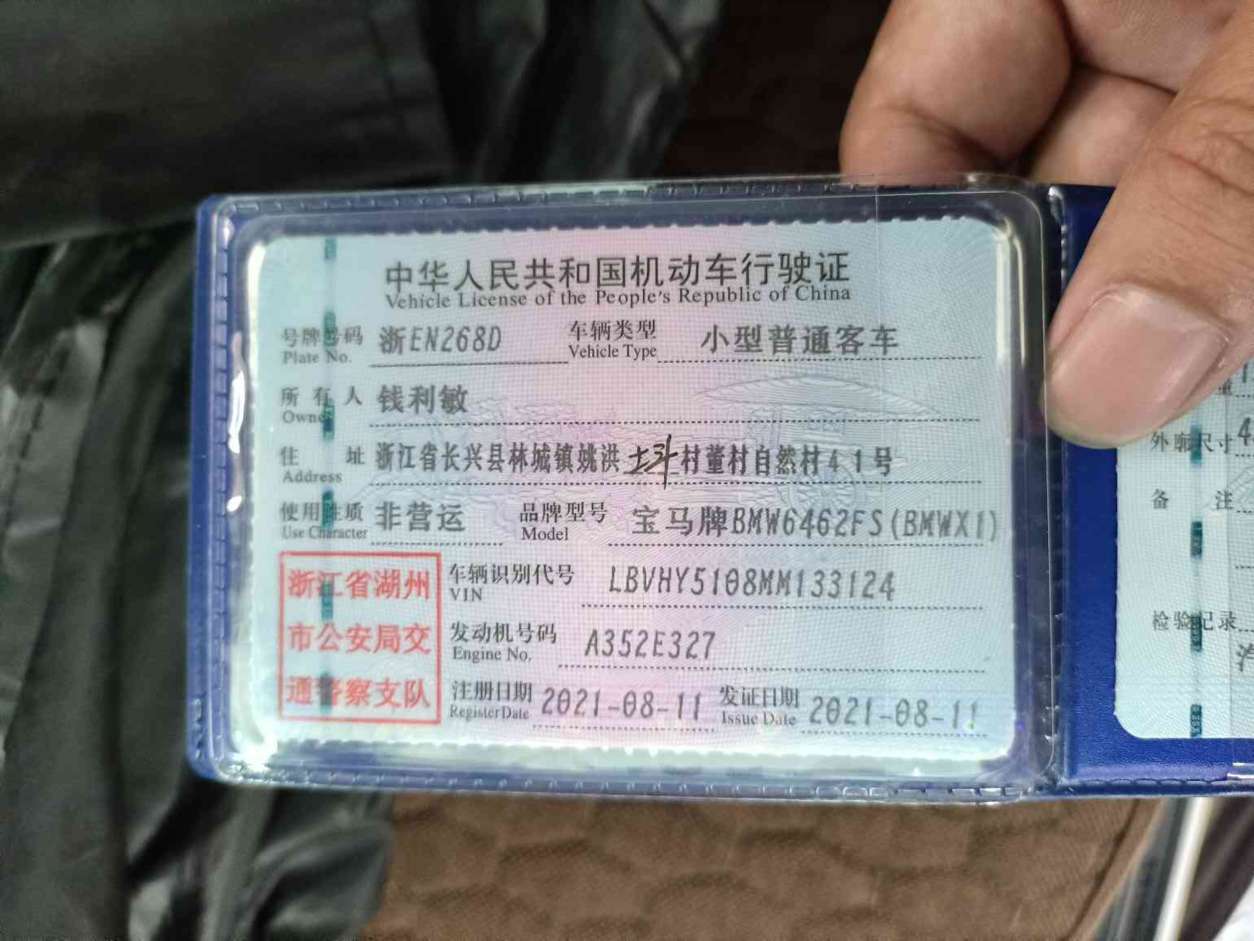 中华人民共和国机动车行驶证
Vehicle License of the People's Republic of China
号牌号码 浙EN268D 车辆类型 小型普通客车
Plate No. Vehicle Type
所有人 钱利敏
Owner
住址 浙江省长兴县林城镇姚洪土斗村董村自然村41号
Address
使用性质 非营运 品牌型号 宝马牌BMW6462FS(BMWX1)
Use Character Model
浙江省湖州
市公安局交
通警察支队
车辆识别代号 LBVHY5108MM133124
VIN
发动机号码 A352E327
Engine No.
注册日期 2021-08-11 发证日期 2021-08-11
Register Date Issue Date
外廓尺寸 4
备注
检验记录